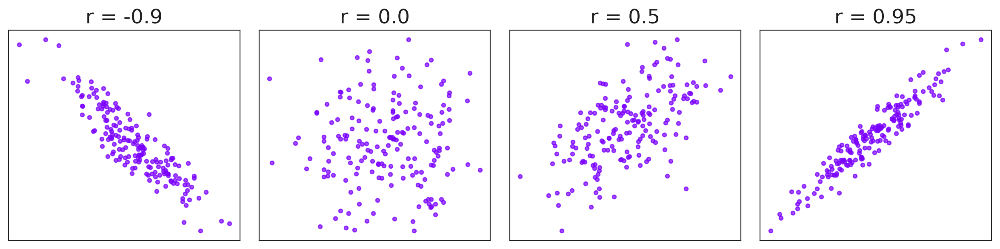 r = -0.9
r = 0.0
r = 0.5
r = 0.95